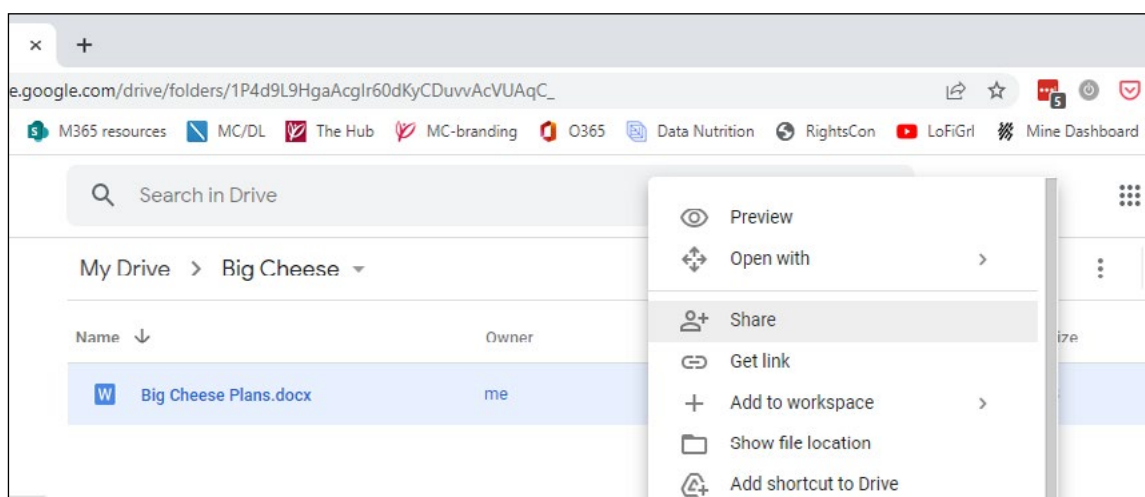 e.google.com/drive/folders/1P4d9L9HgaAcglr60dKyCDuvvAcVUAqC_
5
M365 resources MC/DL The Hub MC-branding O365 Data Nutrition RightsCon LoFiGrl Mine Dashboard
Search in Drive
My Drive > Big Cheese
Name Owner ize
W Big Cheese Plans.docx me
Preview
Open with
Share
Get link
Add to workspace
Show file location
Add shortcut to Drive